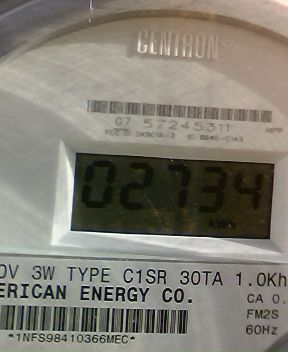 CENTRON®
07 57245311
02734
kWh
0V 3W TYPE C1SR 30TA 1.0Kh
ERICAN ENERGY CO.
CA 0.
FM2S
60Hz
*1NFS98410366MEC*